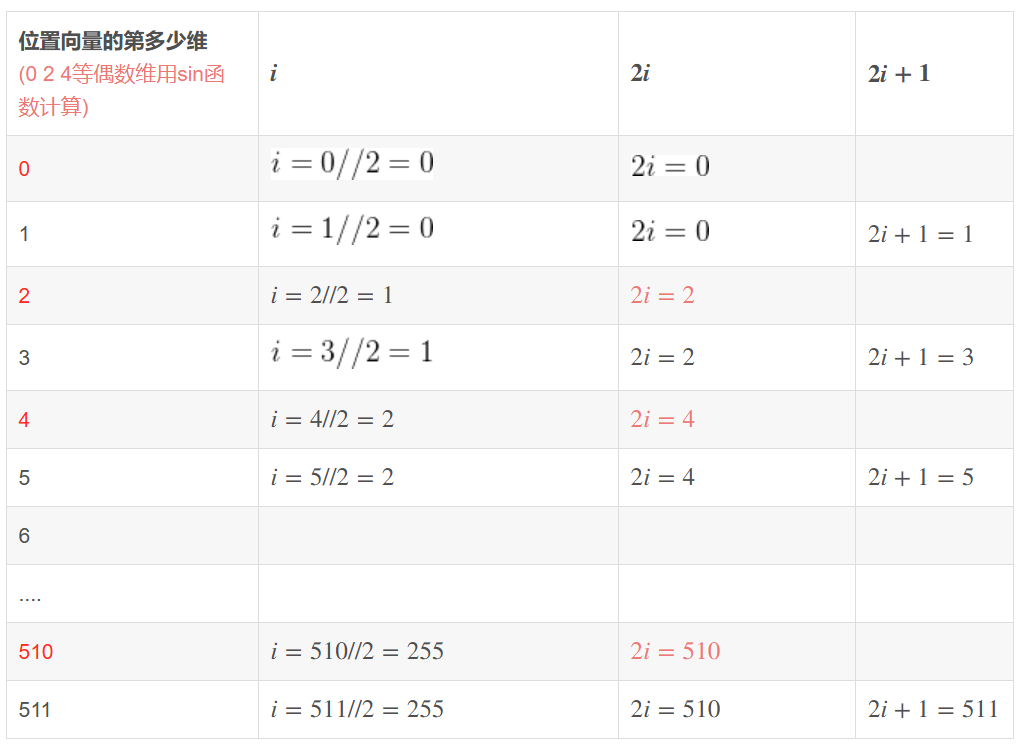 位置向量的第多少维
(0 2 4等偶数维用sin函
数计算)
i
2i
2i + 1
0
i = 0//2 = 0
2i = 0
1
i = 1//2 = 0
2i = 0
2i + 1 = 1
2
i = 2//2 = 1
2i = 2
3
i = 3//2 = 1
2i = 2
2i + 1 = 3
4
i = 4//2 = 2
2i = 4
5
i = 5//2 = 2
2i = 4
2i + 1 = 5
6
....
510
i = 510//2 = 255
2i = 510
511
i = 511//2 = 255
2i = 510
2i + 1 = 511